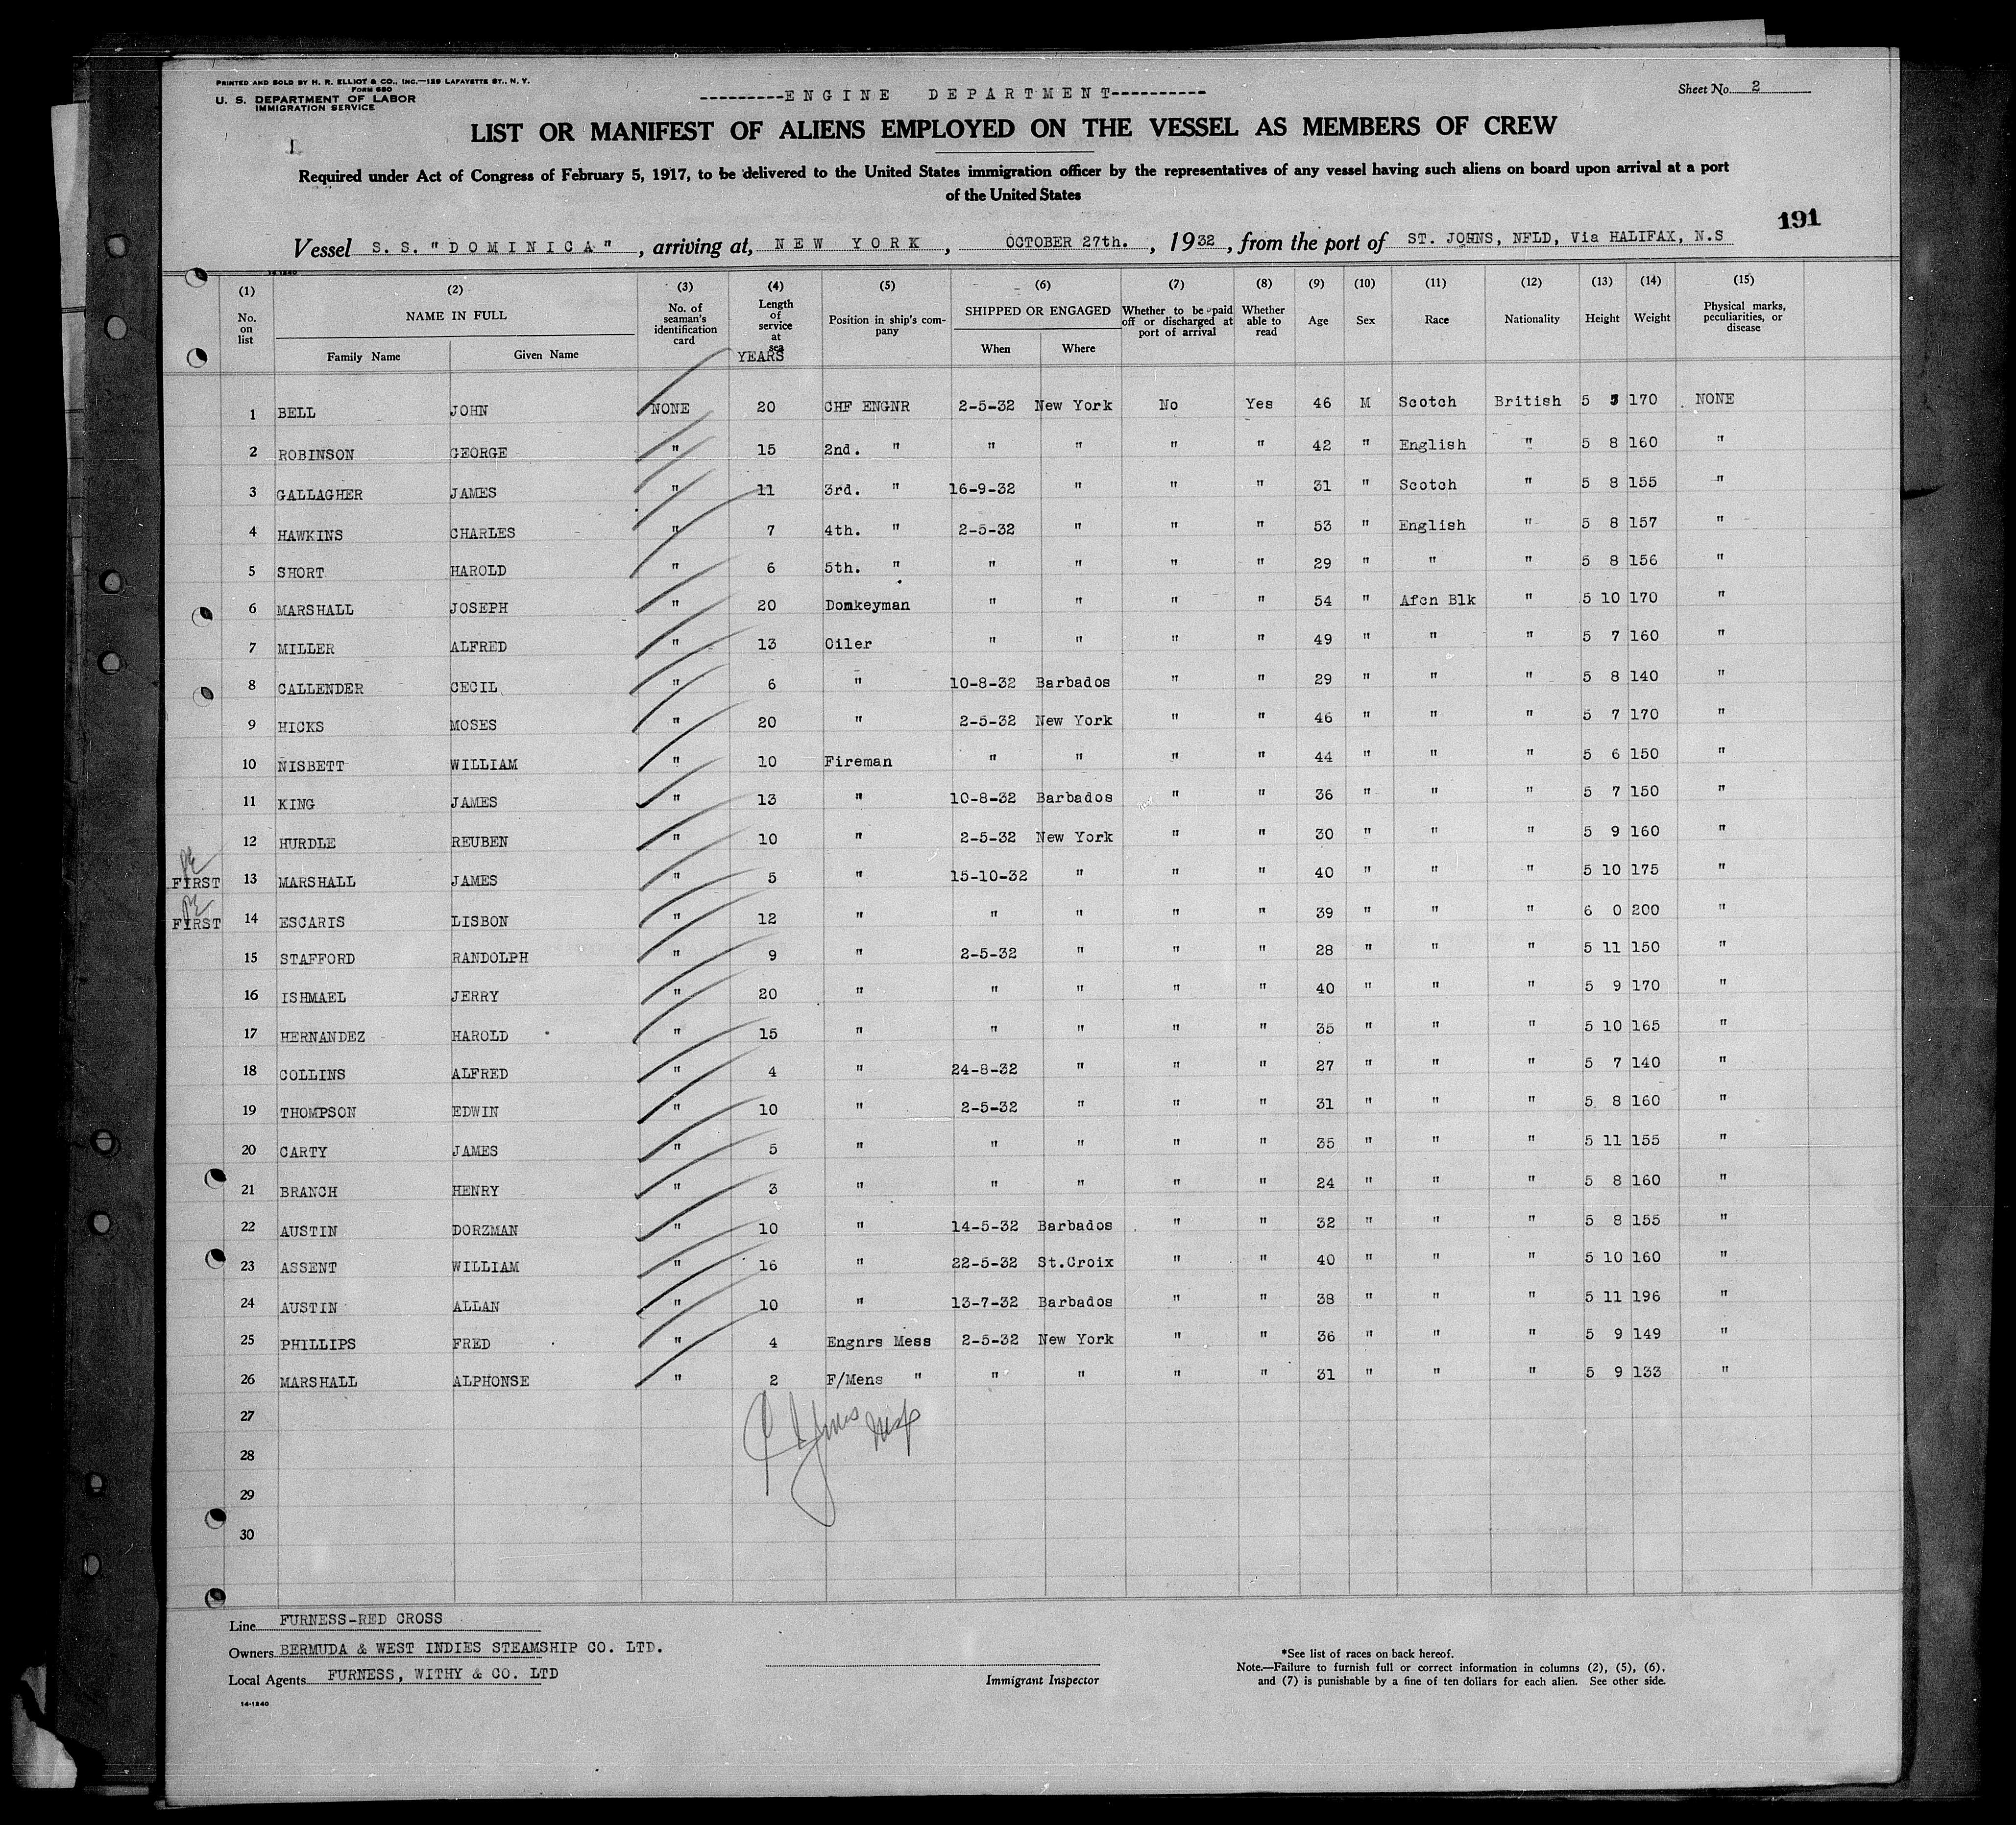 PRINTED AND SOLD BY H. R. ELLIOT & CO., INC.—129 LAFAYETTE ST., N. Y.
FORM 680
U. S. DEPARTMENT OF LABOR
IMMIGRATION SERVICE
---------ENGINE DEPARTMENT----------
Sheet No. 2
LIST OR MANIFEST OF ALIENS EMPLOYED ON THE VESSEL AS MEMBERS OF CREW
Required under Act of Congress of February 5, 1917, to be delivered to the United States immigration officer by the representatives of any vessel having such aliens on board upon arrival at a port
of the United States
191
Vessel S. S. "DOMINICA", arriving at, NEW YORK, OCTOBER 27th., 1932, from the port of ST. JOHNS, NFLD, Via HALIFAX, N.S
14-1240
(1) (2) (3) (4) (5) (6) (7) (8) (9) (10) (11) (12) (13) (14) (15)
No. on list NAME IN FULL Family Name Given Name No. of seaman's identification card Length of service at sea YEARS Position in ship's company SHIPPED OR ENGAGED When Where Whether to be paid off or discharged at port of arrival Whether able to read Age Sex Race Nationality Height Weight Physical marks, peculiarities, or disease
1 BELL JOHN NONE 20 CHF ENGNR 2-5-32 New York No Yes 46 M Scotch British 5 170 NONE
2 ROBINSON GEORGE " 15 2nd. " " " " " 42 " English " 5 8 160 "
3 GALLAGHER JAMES " 11 3rd. " 16-9-32 " " " 31 " Scotch " 5 8 155 "
4 HAWKINS CHARLES " 7 4th. " 2-5-32 " " " 53 " English " 5 8 157 "
5 SHORT HAROLD " 6 5th. " " " " " 29 " " " 5 8 156 "
6 MARSHALL JOSEPH " 20 Donkeyman " " " " 54 " Afcn Blk " 5 10 170 "
7 MILLER ALFRED " 13 Oiler " " " " 49 " " " 5 7 160 "
8 CALLENDER CECIL " 6 " 10-8-32 Barbados " " 29 " " " 5 8 140 "
9 HICKS MOSES " 20 " 2-5-32 New York " " 46 " " " 5 7 170 "
10 NISBETT WILLIAM " 10 Fireman " " " " 44 " " " 5 6 150 "
11 KING JAMES " 13 " 10-8-32 Barbados " " 36 " " " 5 7 150 "
12 HURDLE REUBEN " 10 " 2-5-32 New York " " 30 " " " 5 9 160 "
FIRST 13 MARSHALL JAMES " 5 " 15-10-32 " " " 40 " " " 5 10 175 "
FIRST 14 ESCARIS LISBON " 12 " " " " " 39 " " " 6 0 200 "
15 STAFFORD RANDOLPH " 9 " 2-5-32 " " " 28 " " " 5 11 150 "
16 ISHMAEL JERRY " 20 " " " " " 40 " " " 5 9 170 "
17 HERNANDEZ HAROLD " 15 " " " " " 35 " " " 5 10 165 "
18 COLLINS ALFRED " 4 " 24-8-32 " " " 27 " " " 5 7 140 "
19 THOMPSON EDWIN " 10 " 2-5-32 " " " 31 " " " 5 8 160 "
20 CARTY JAMES " 5 " " " " " 35 " " " 5 11 155 "
21 BRANCH HENRY " 3 " " " " " 24 " " " 5 8 160 "
22 AUSTIN DORZMAN " 10 " 14-5-32 Barbados " " 32 " " " 5 8 155 "
23 ASSENT WILLIAM " 16 " 22-5-32 St.Croix " " 40 " " " 5 10 160 "
24 AUSTIN ALLAN " 10 " 13-7-32 Barbados " " 38 " " " 5 11 196 "
25 PHILLIPS FRED " 4 Engnrs Mess 2-5-32 New York " " 36 " " " 5 9 149 "
26 MARSHALL ALPHONSE " 2 F/Mens " " " " " 31 " " " 5 9 133 "
27
28
29
30
Line FURNESS-RED CROSS
Owners BERMUDA & WEST INDIES STEAMSHIP CO. LTD.
Local Agents FURNESS, WITHY & CO. LTD
14-1240
Immigrant Inspector
*See list of races on back hereof.
Note.—Failure to furnish full or correct information in columns (2), (5), (6),
and (7) is punishable by a fine of ten dollars for each alien. See other side.